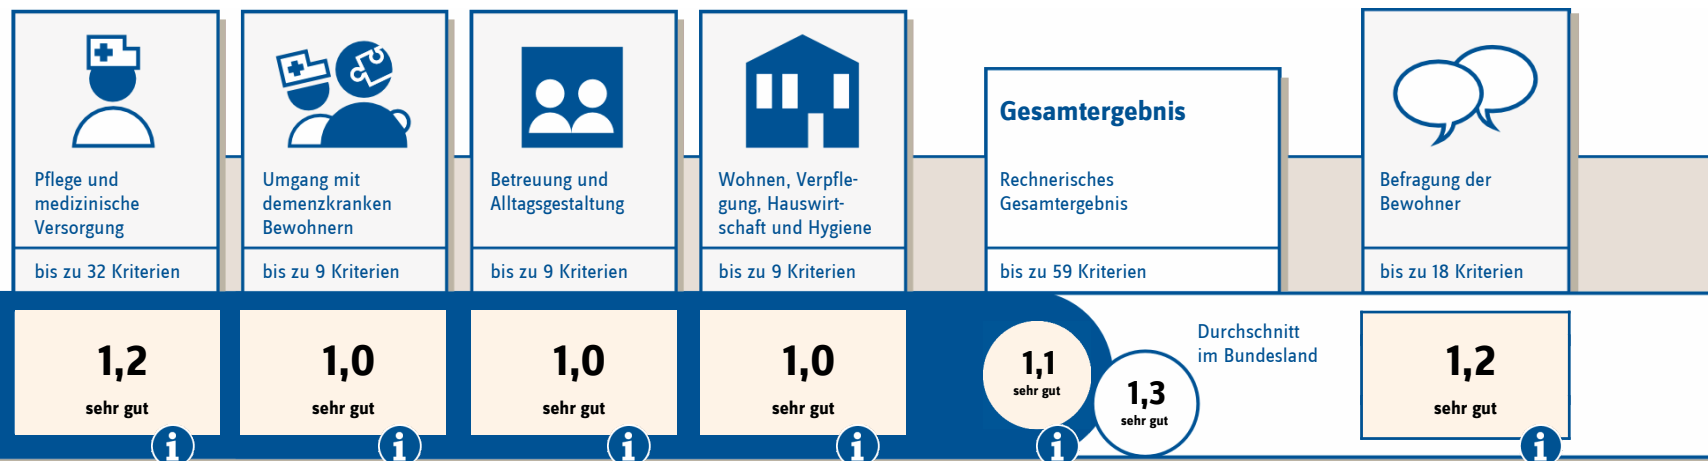 Pflege und
medizinische
Versorgung
bis zu 32 Kriterien
1,2
sehr gut
i
Umgang mit
demenzkranken
Bewohnern
bis zu 9 Kriterien
1,0
sehr gut
i
Betreuung und
Alltagsgestaltung
bis zu 9 Kriterien
1,0
sehr gut
i
Wohnen, Verpfle-
gung, Hauswirt-
schaft und Hygiene
bis zu 9 Kriterien
1,0
sehr gut
i
Gesamtergebnis
Rechnerisches
Gesamtergebnis
bis zu 59 Kriterien
1,1
sehr gut
i
1,3
sehr gut
Durchschnitt
im Bundesland
Befragung der
Bewohner
bis zu 18 Kriterien
1,2
sehr gut
i